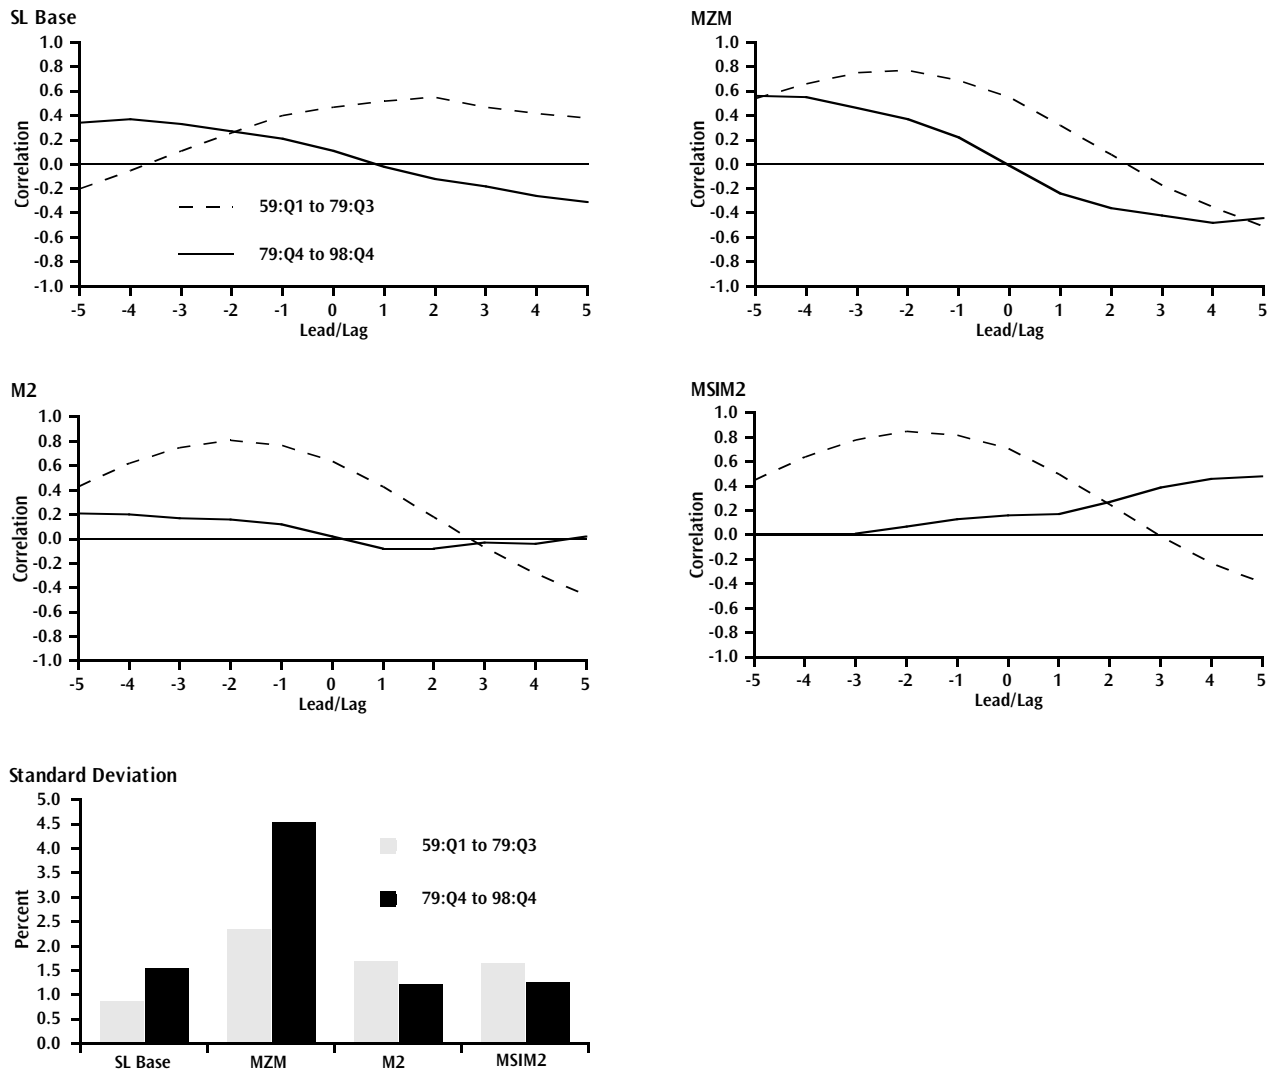 SL Base
1.0
0.8
0.6
0.4
0.2
0.0
-0.2
-0.4
-0.6
-0.8
-1.0
Correlation
59:Q1 to 79:Q3
79:Q4 to 98:Q4
-5 -4 -3 -2 -1 0 1 2 3 4 5
Lead/Lag
MZM
1.0
0.8
0.6
0.4
0.2
0.0
-0.2
-0.4
-0.6
-0.8
-1.0
Correlation
-5 -4 -3 -2 -1 0 1 2 3 4 5
Lead/Lag
M2
1.0
0.8
0.6
0.4
0.2
0.0
-0.2
-0.4
-0.6
-0.8
-1.0
Correlation
-5 -4 -3 -2 -1 0 1 2 3 4 5
Lead/Lag
MSIM2
1.0
0.8
0.6
0.4
0.2
0.0
-0.2
-0.4
-0.6
-0.8
-1.0
Correlation
-5 -4 -3 -2 -1 0 1 2 3 4 5
Lead/Lag
Standard Deviation
5.0
4.5
4.0
3.5
3.0
2.5
2.0
1.5
1.0
0.5
0.0
Percent
59:Q1 to 79:Q3
79:Q4 to 98:Q4
SL Base MZM M2 MSIM2